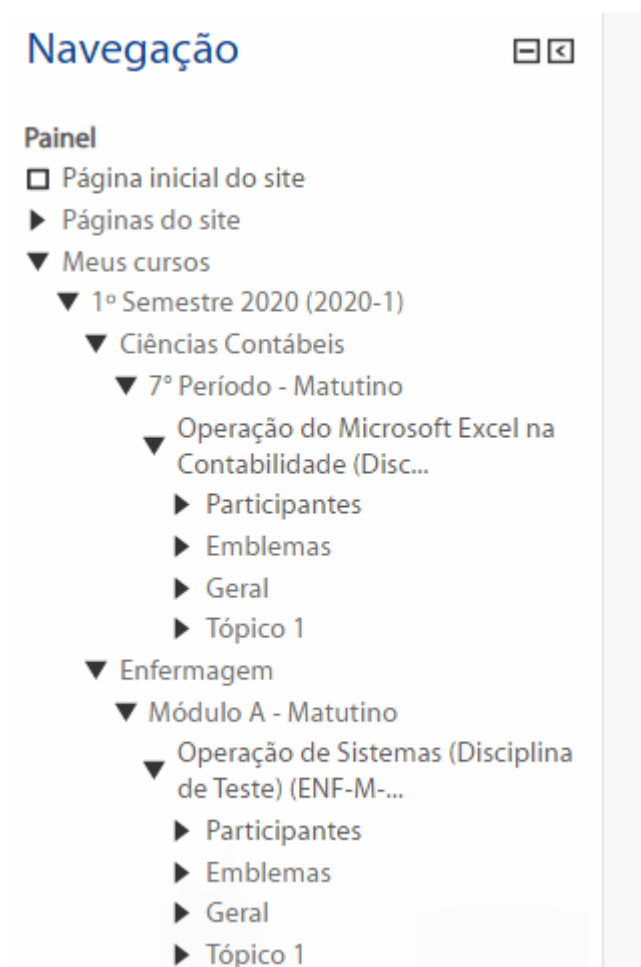 Navegação
Painel
Página inicial do site
Páginas do site
Meus cursos
1º Semestre 2020 (2020-1)
Ciências Contábeis
7° Período - Matutino
Operação do Microsoft Excel na
Contabilidade (Disc...
Participantes
Emblemas
Geral
Tópico 1
Enfermagem
Módulo A - Matutino
Operação de Sistemas (Disciplina
de Teste) (ENF-M-...
Participantes
Emblemas
Geral
Tópico 1